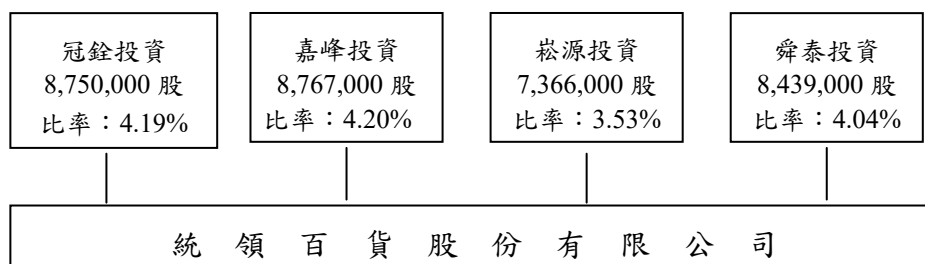 冠銓投資
8,750,000 股
比率：4.19%
嘉峰投資
8,767,000 股
比率：4.20%
崧源投資
7,366,000 股
比率：3.53%
舜泰投資
8,439,000 股
比率：4.04%
統領百貨股份有限公司